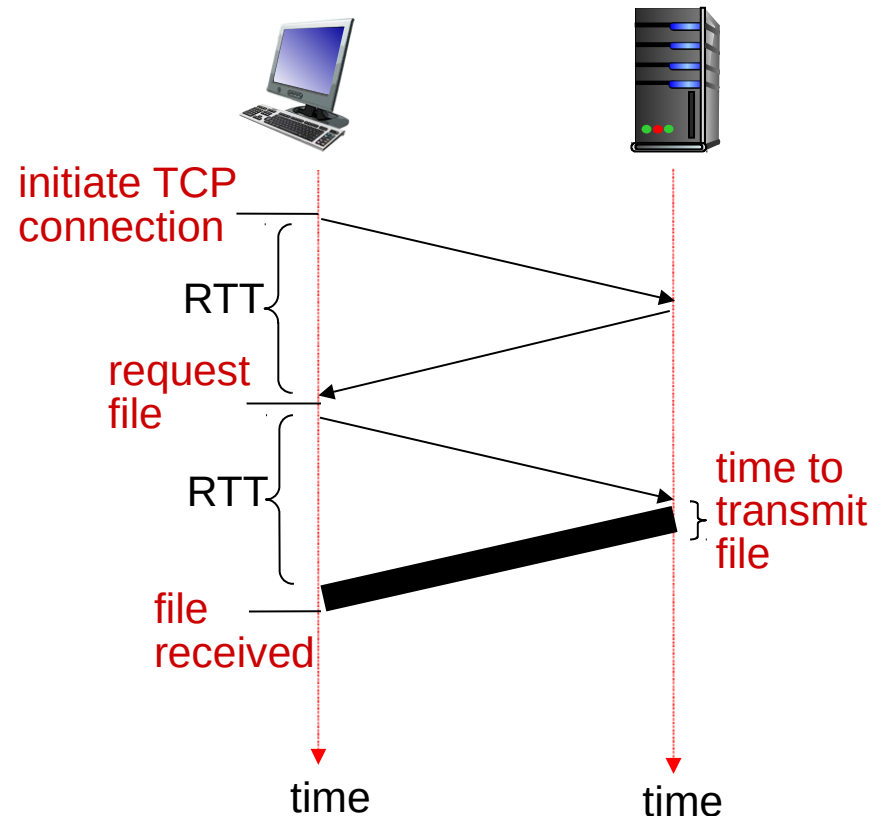 initiate TCP
connection
RTT
request
file
RTT
time to
transmit
file
file
received
time
time